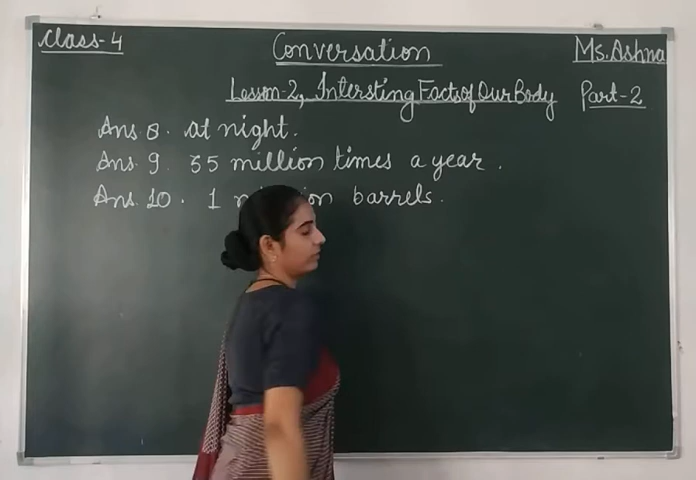 Class-4
Conversation
Ms. Ashna
Lesson-2, Intersting Facts of Our Body
Part-2
Ans 8. at night.
Ans. 9. 35 million times a year.
Ans. 10. 1 barrels.